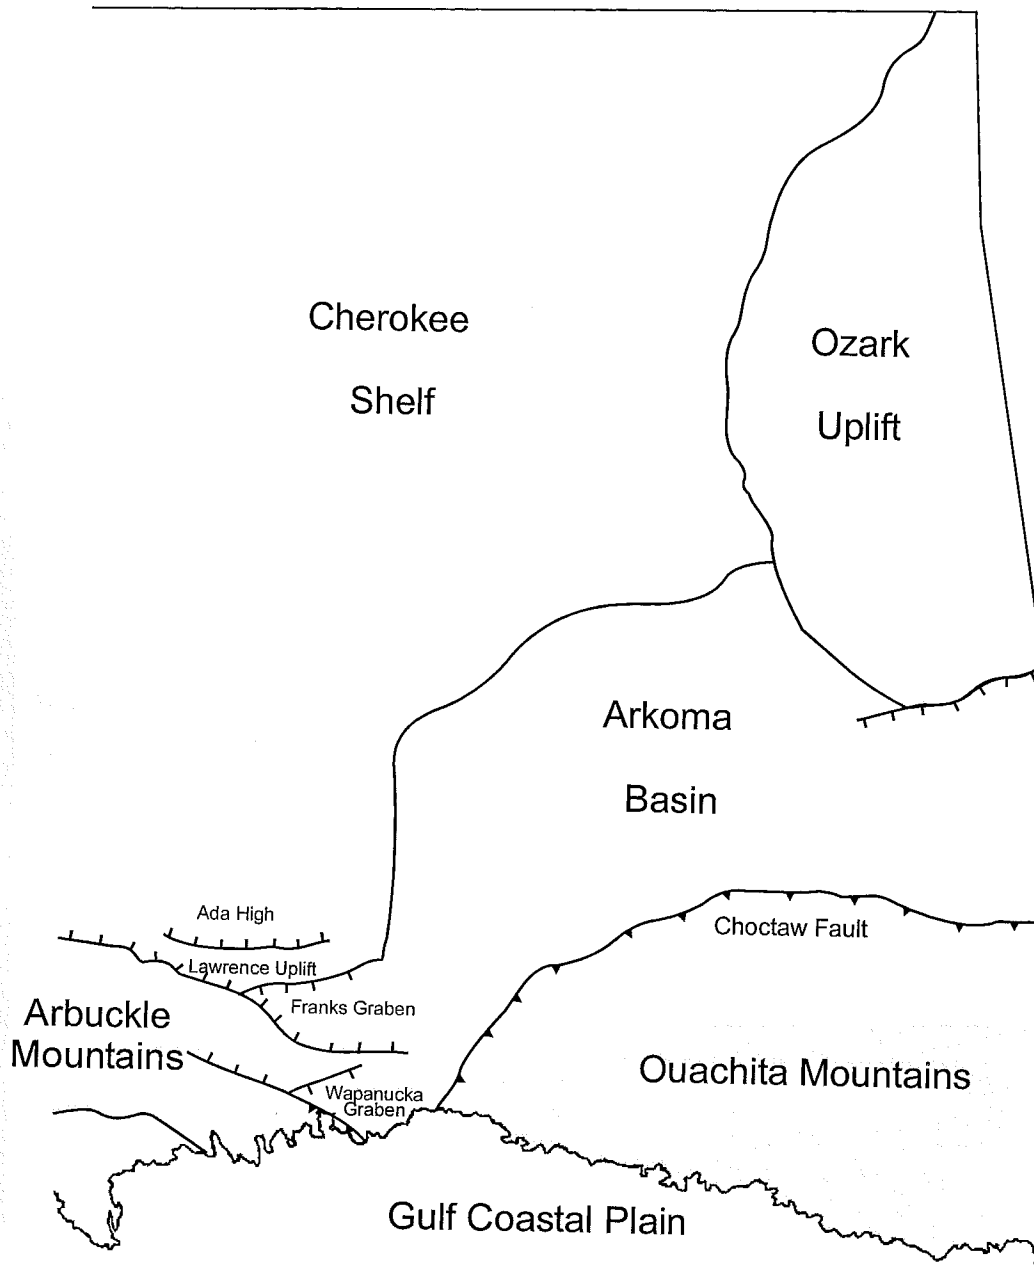 Cherokee
Shelf
Ozark
Uplift
Arkoma
Basin
Ada High
Choctaw Fault
Lawrence Uplift
Franks Graben
Arbuckle
Mountains
Ouachita Mountains
Wapanucka
Graben
Gulf Coastal Plain